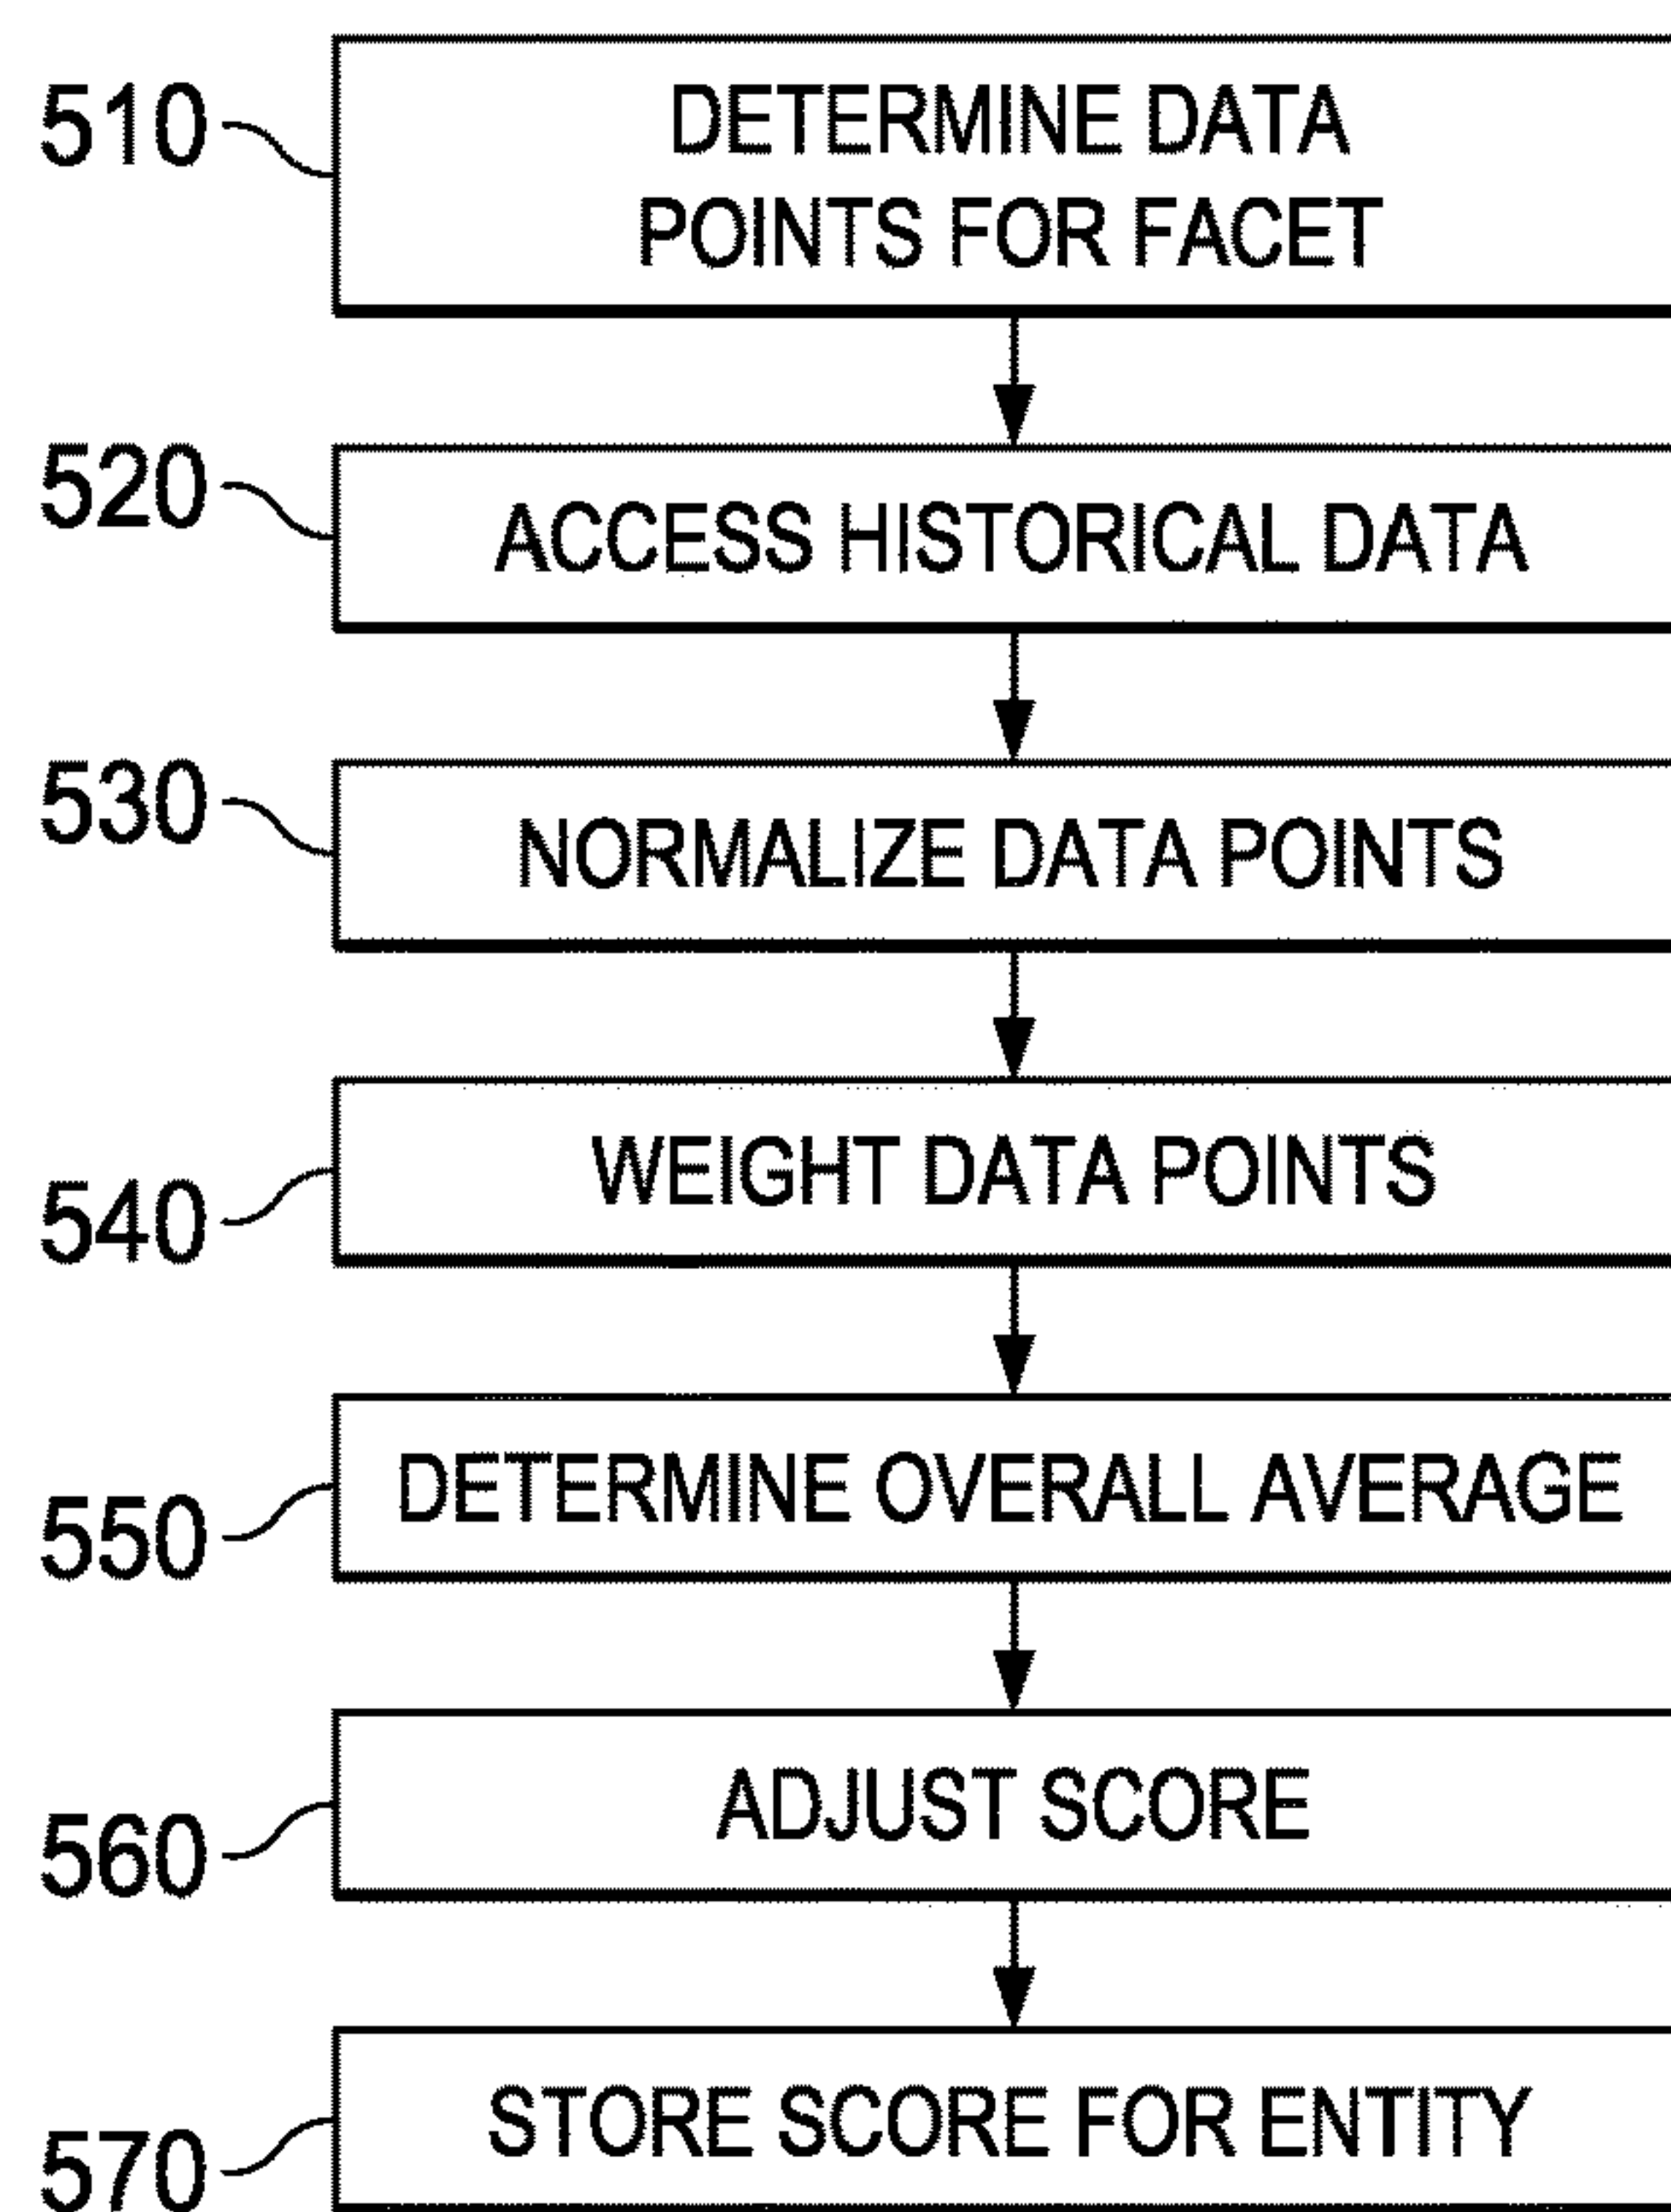 510
DETERMINE DATA
POINTS FOR FACET
520
ACCESS HISTORICAL DATA
530
NORMALIZE DATA POINTS
540
WEIGHT DATA POINTS
550
DETERMINE OVERALL AVERAGE
560
ADJUST SCORE
570
STORE SCORE FOR ENTITY